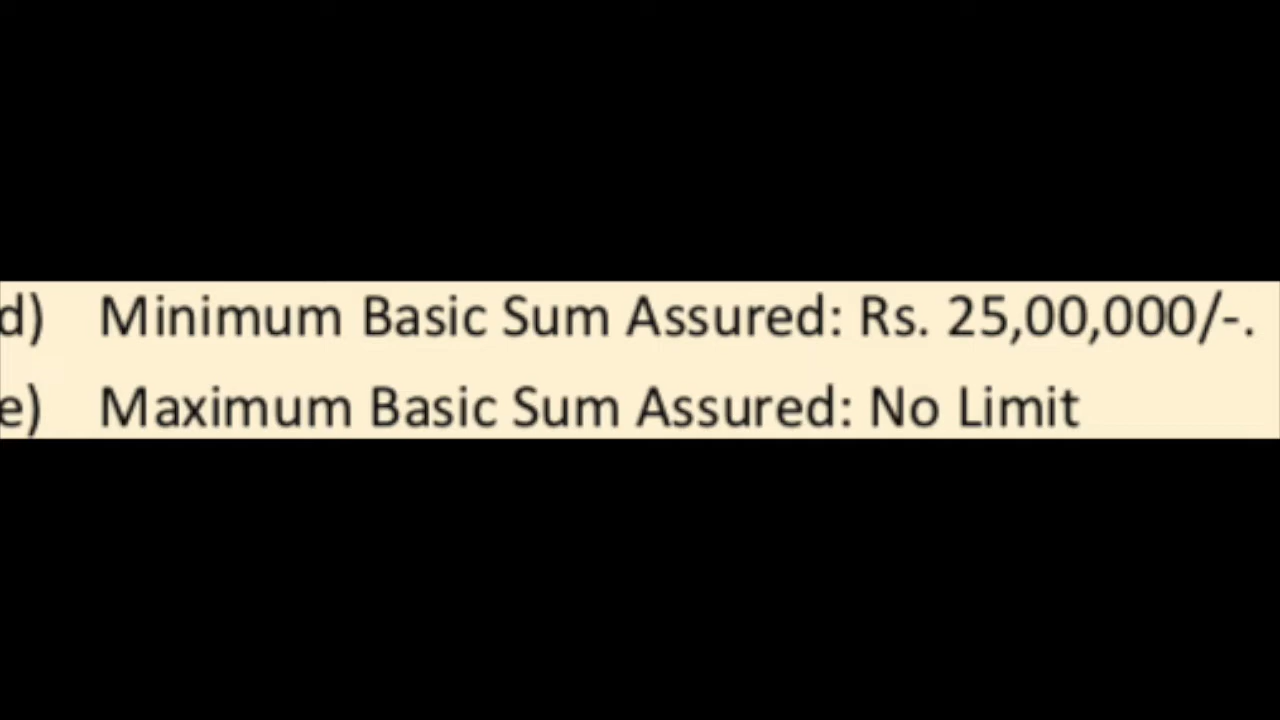 d) Minimum Basic Sum Assured: Rs. 25,00,000/-.
e) Maximum Basic Sum Assured: No Limit